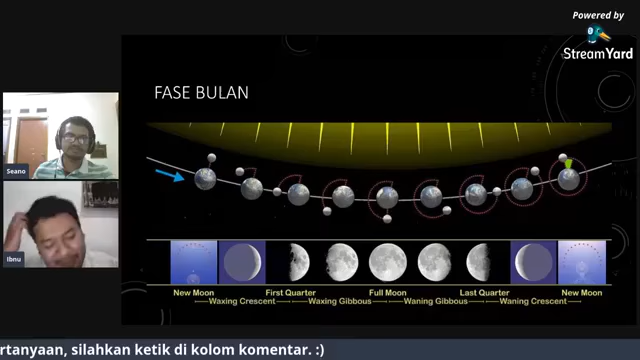 Powered by
StreamYard
FASE BULAN
Seano
Ibnu
New Moon
First Quarter
Full Moon
Last Quarter
New Moon
Waxing Crescent
Waxing Gibbous
Waning Gibbous
Waning Crescent
rtanyaan, silahkan ketik di kolom komentar. :)